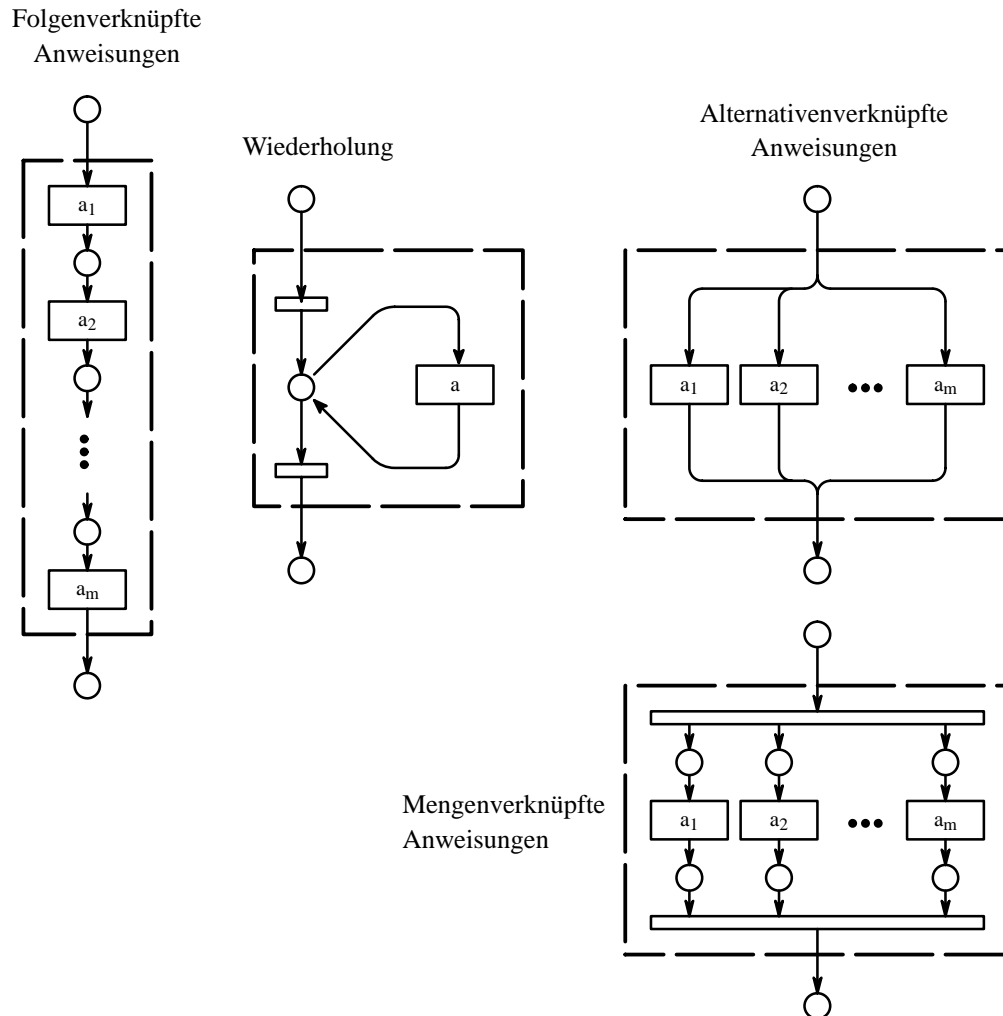 Folgenverknüpfte
Anweisungen
a1
a2
am
Wiederholung
a
Alternativenverknüpfte
Anweisungen
a1 a2 am
Mengenverknüpfte
Anweisungen
a1 a2 am